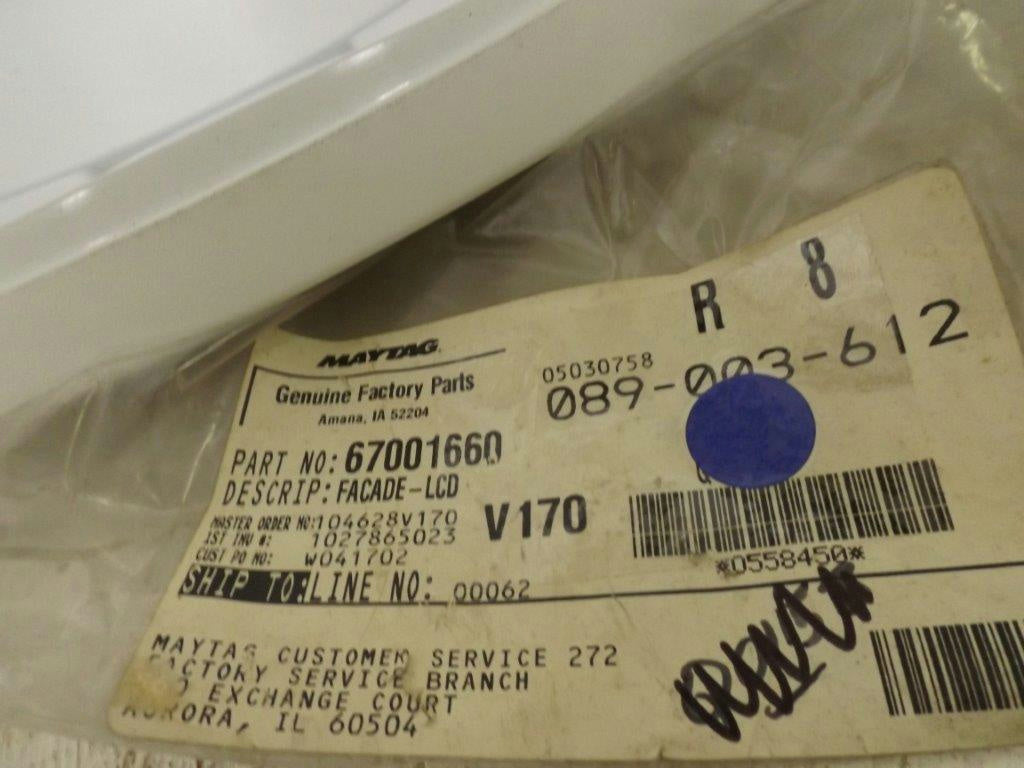 R 8
MAYTAG
Genuine Factory Parts
Amana, IA 52204
05030758
089-003-612
PART NO: 67001660
DESCRIP: FACADE-LCD
MASTER ORDER NO: 104628V170
1ST INV #: 1027865023
CUST PO NO: W041702
V170
*0558450*
SHIP TO: LINE NO: 00062
MAYTAG CUSTOMER SERVICE 272
FACTORY SERVICE BRANCH
EXCHANGE COURT
AURORA, IL 60504